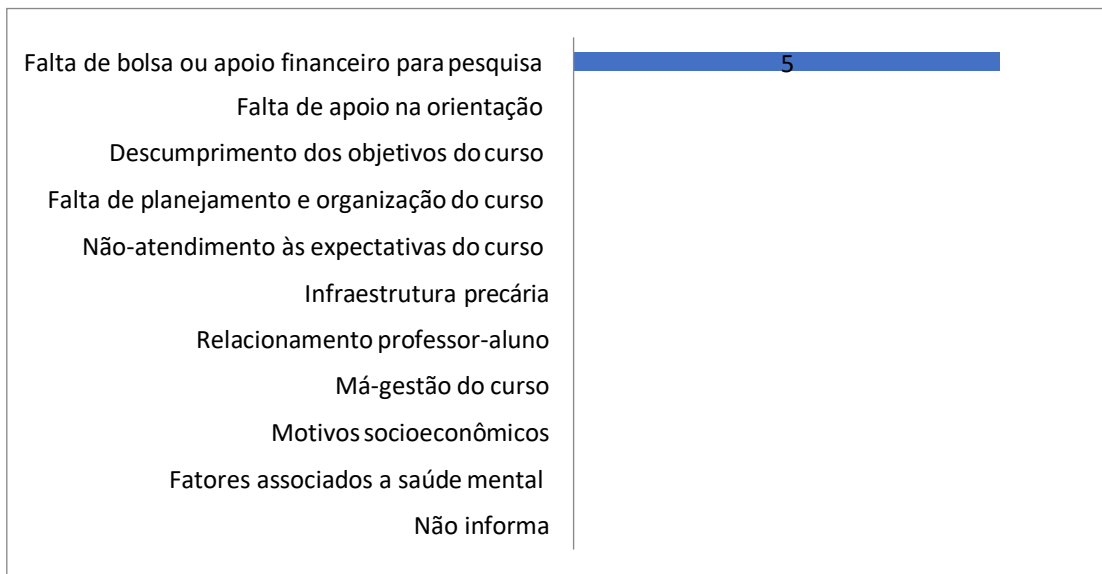 Falta de bolsa ou apoio financeiro para pesquisa 5
Falta de apoio na orientação
Descumprimento dos objetivos do curso
Falta de planejamento e organização do curso
Não-atendimento às expectativas do curso
Infraestrutura precária
Relacionamento professor-aluno
Má-gestão do curso
Motivos socioeconômicos
Fatores associados a saúde mental
Não informa